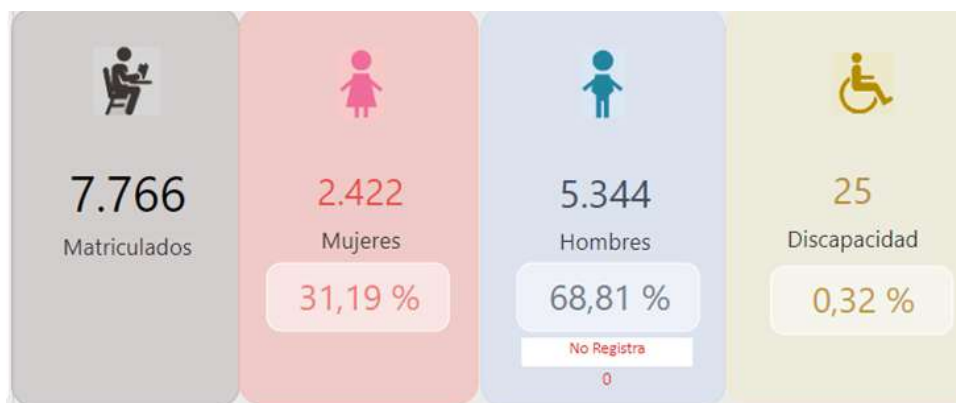 7.766
Matriculados
2.422
Mujeres
31,19 %
5.344
Hombres
68,81 %
No Registra
0
25
Discapacidad
0,32 %